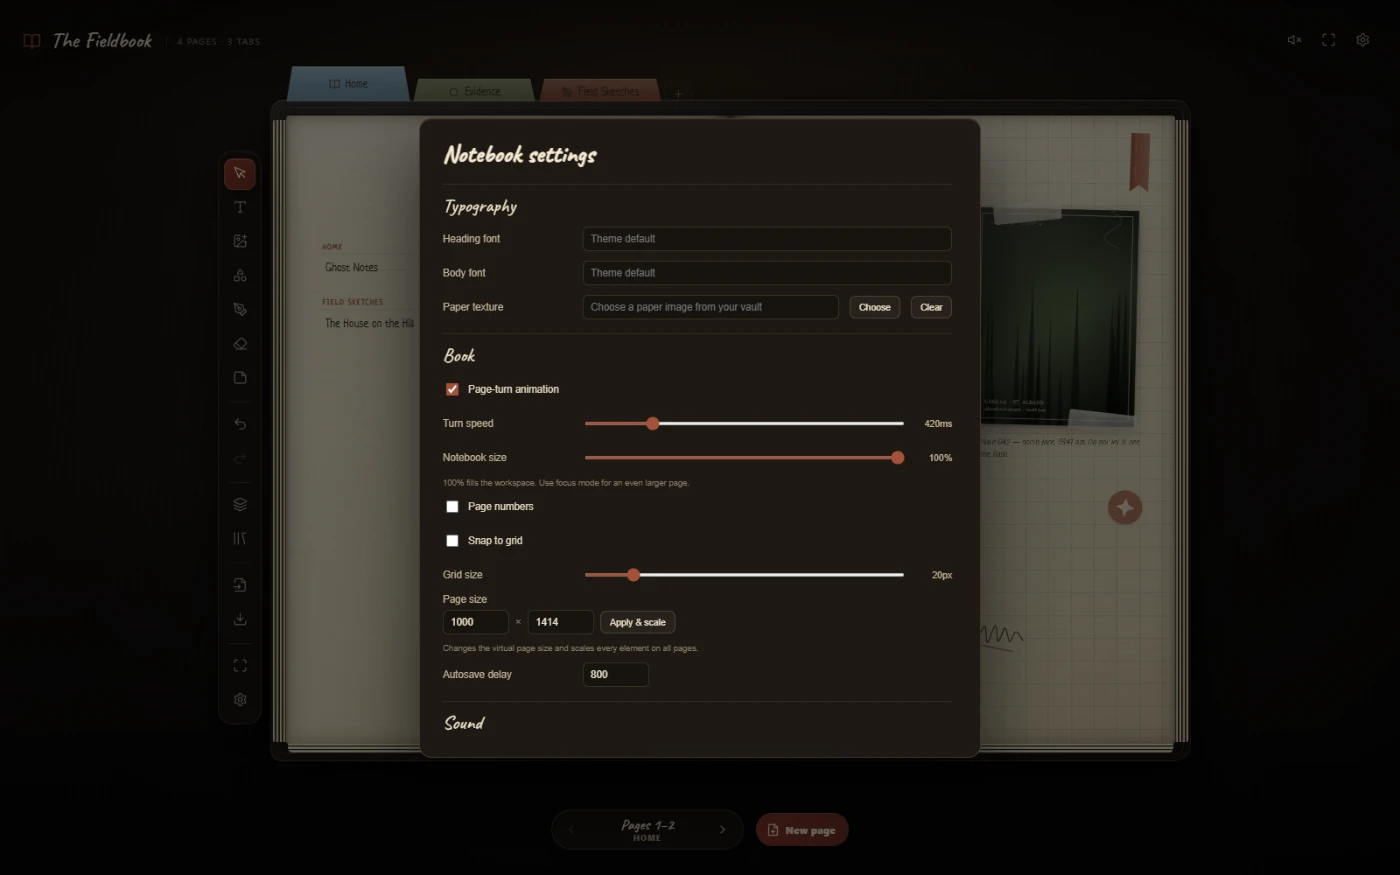 The Fieldbook
4 PAGES · 3 TABS
Home
Evidence
Field Sketches
+
Notebook settings
Typography
Heading font
Theme default
Body font
Theme default
Paper texture
Choose a paper image from your vault
Choose
Clear
Book
Page-turn animation
Turn speed
420ms
Notebook size
100%
100% fills the workspace. Use focus mode for an even larger page.
Page numbers
Snap to grid
Grid size
20px
Page size
1000 × 1414
Apply & scale
Changes the virtual page size and scales every element on all pages.
Autosave delay
800
Sound
HOME
Ghost Notes
FIELD SKETCHES
The House on the Hill
Pages 1–2
HOME
New page